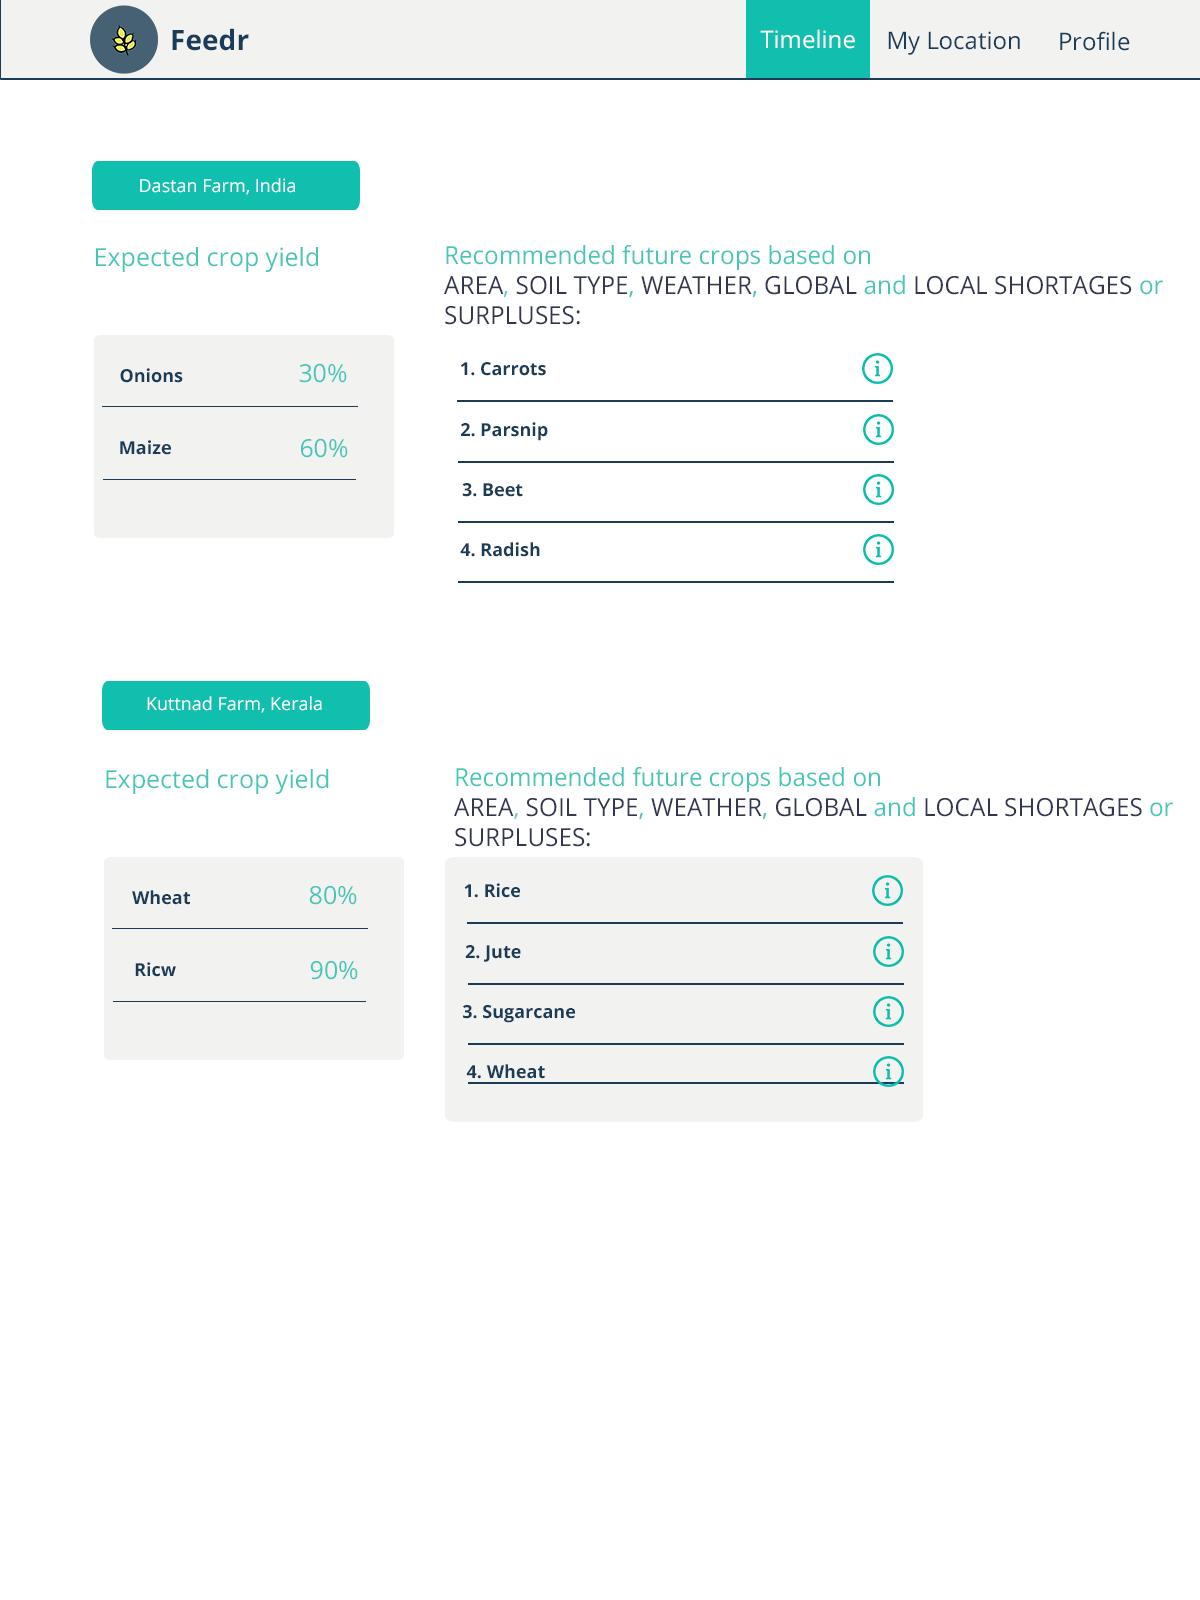 Feedr
Timeline
My Location
Profile
Dastan Farm, India
Expected crop yield
Onions 30%
Maize 60%
Recommended future crops based on
AREA, SOIL TYPE, WEATHER, GLOBAL and LOCAL SHORTAGES or
SURPLUSES:
1. Carrots
2. Parsnip
3. Beet
4. Radish
Kuttnad Farm, Kerala
Expected crop yield
Wheat 80%
Ricw 90%
Recommended future crops based on
AREA, SOIL TYPE, WEATHER, GLOBAL and LOCAL SHORTAGES or
SURPLUSES:
1. Rice
2. Jute
3. Sugarcane
4. Wheat